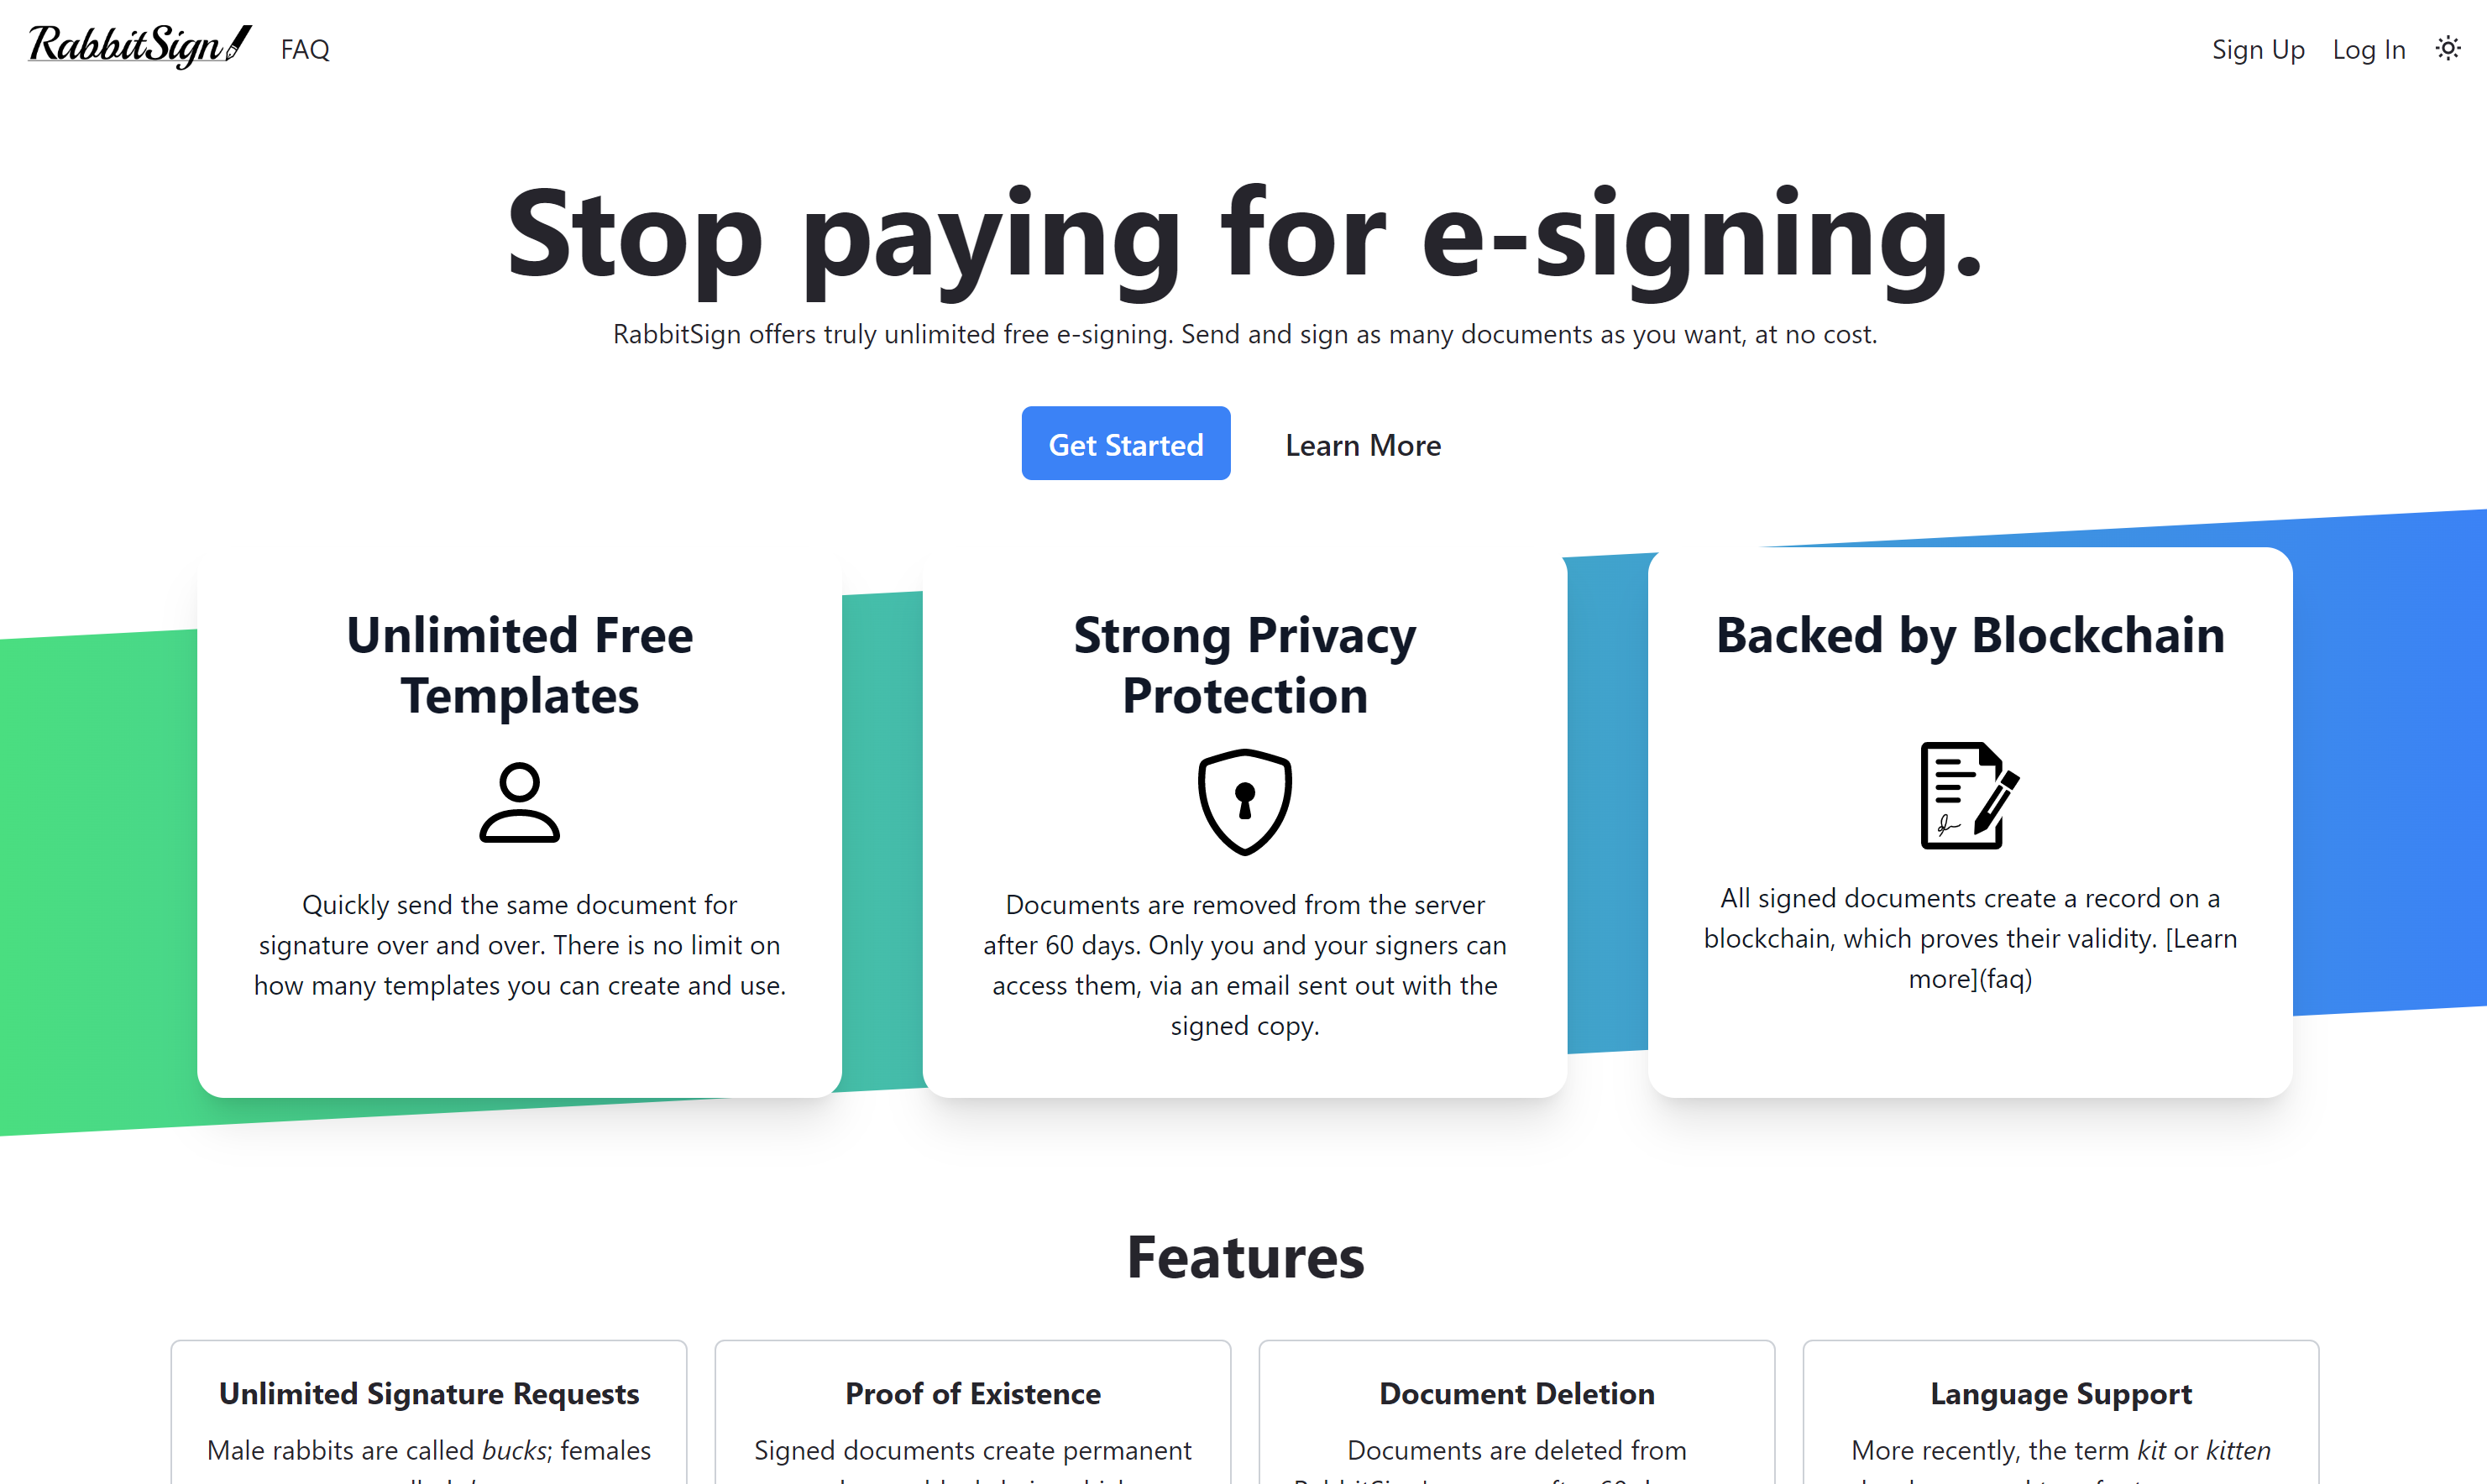 RabbitSign FAQ Sign Up Log In
Stop paying for e-signing.
RabbitSign offers truly unlimited free e-signing. Send and sign as many documents as you want, at no cost.
Get Started Learn More
Unlimited Free
Templates
Quickly send the same document for
signature over and over. There is no limit on
how many templates you can create and use.
Strong Privacy
Protection
Documents are removed from the server
after 60 days. Only you and your signers can
access them, via an email sent out with the
signed copy.
Backed by Blockchain
All signed documents create a record on a
blockchain, which proves their validity. [Learn
more](faq)
Features
Unlimited Signature Requests
Male rabbits are called bucks; females
Proof of Existence
Signed documents create permanent
Document Deletion
Documents are deleted from
Language Support
More recently, the term kit or kitten